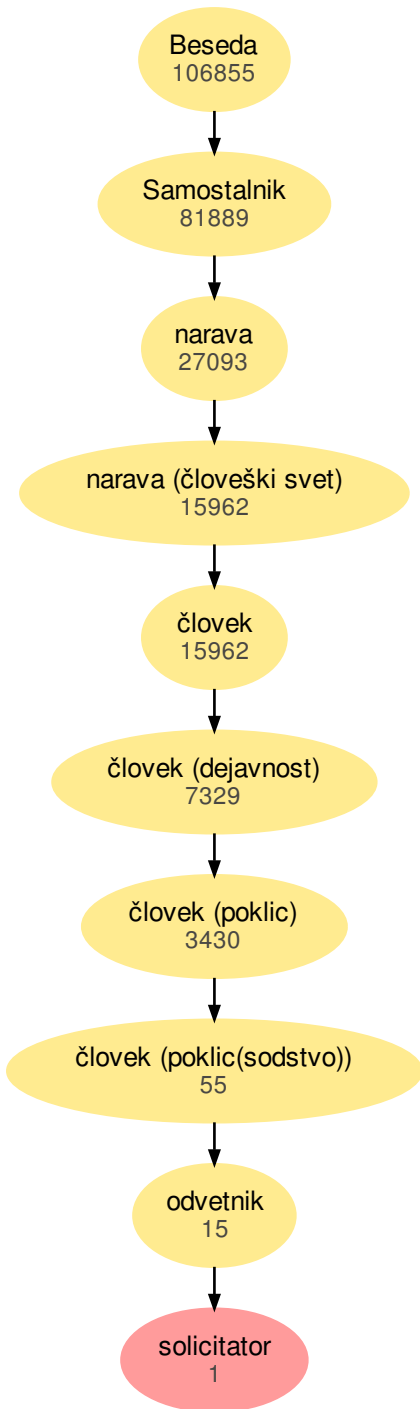 Beseda
106855
Samostalnik
81889
narava
27093
narava (človeški svet)
15962
človek
15962
človek (dejavnost)
7329
človek (poklic)
3430
človek (poklic(sodstvo))
55
odvetnik
15
solicitator
1